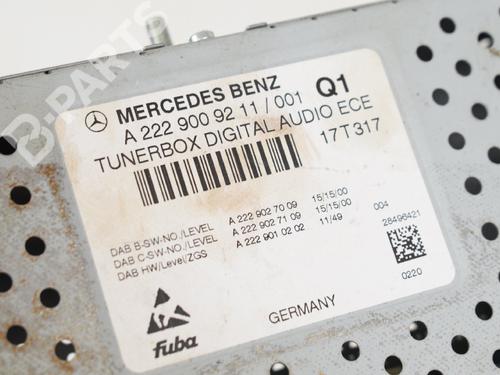 B-PARTS
MERCEDES BENZ Q1
A 222 900 92 11 / 001
TUNERBOX DIGITAL AUDIO ECE
17T317
DAB B-SW-NO./LEVEL A 222 902 70 09 15/15/00 004
DAB C-SW-NO./LEVEL A 222 902 71 09 15/15/00
DAB HW/Level/ZGS A 222 901 02 02 11/49
28496421
0220
fuba
GERMANY